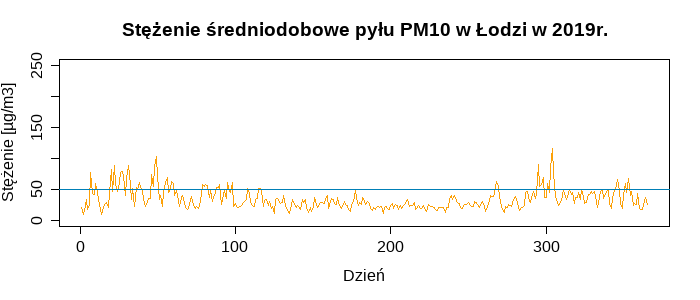 Stężenie średniodobowe pyłu PM10 w Łodzi w 2019r.
Stężenie [µg/m3]
250
150
50
0
0 100 200 300
Dzień